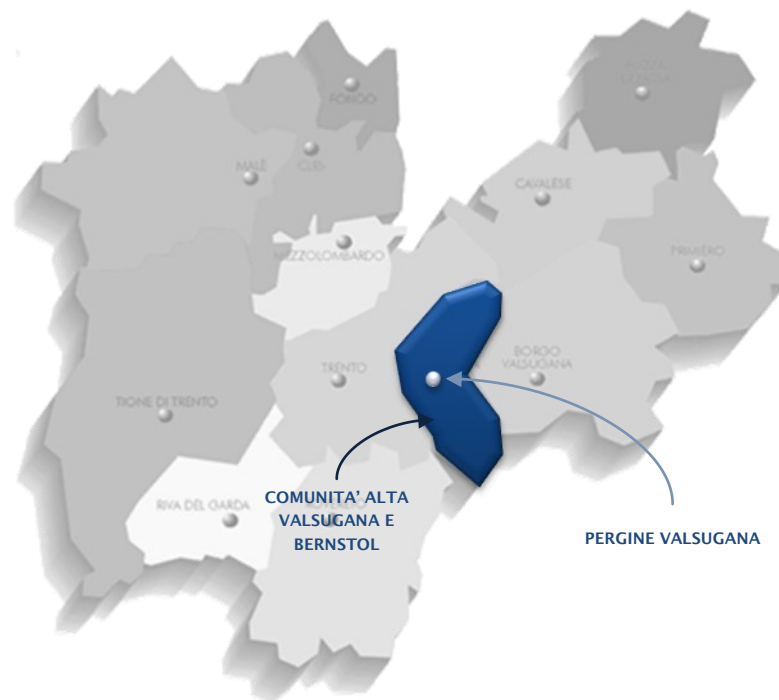 FONDO
MALÈ
CLES
CAVALESE
PRIMIERO
MEZZOLOMBARDO
TRENTO
BORGO
VALSUGANA
TIONE DI TRENTO
RIVA DEL GARDA
ROVERETO
COMUNITA' ALTA
VALSUGANA E
BERNSTOL
PERGINE VALSUGANA